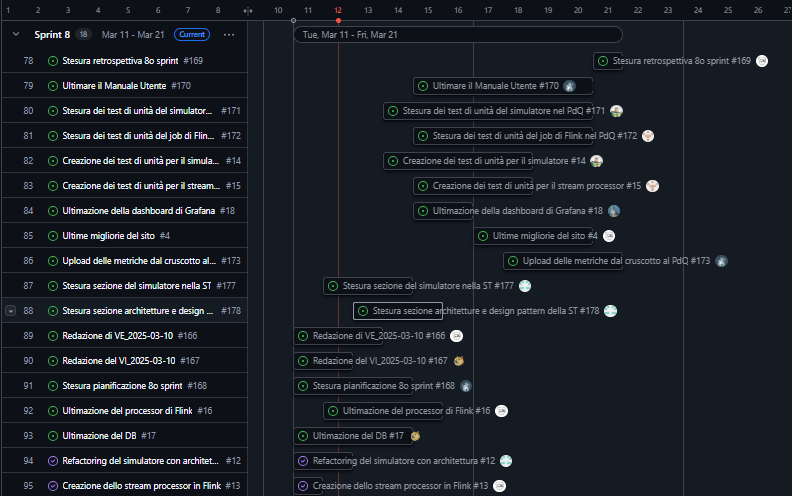 1 2 3 4 5 6 7 8 10 11 12 13 14 15 16 17 18 19 20 21 22 23 24 25 26 27
Sprint 8 18 Mar 11 - Mar 21 Current ... Tue, Mar 11 - Fri, Mar 21
78 Stesura retrospettiva 8o sprint #169 Stesura retrospettiva 8o sprint #169
79 Ultimare il Manuale Utente #170 Ultimare il Manuale Utente #170
80 Stesura dei test di unità del simulator... #171 Stesura dei test di unità del simulatore nel PdQ #171
81 Stesura dei test di unità del job di Flin... #172 Stesura dei test di unità del job di Flink nel PdQ #172
82 Creazione dei test di unità per il simula... #14 Creazione dei test di unità per il simulatore #14
83 Creazione dei test di unità per il stream... #15 Creazione dei test di unità per il stream processor #15
84 Ultimazione della dashboard di Grafana #18 Ultimazione della dashboard di Grafana #18
85 Ultime migliorie del sito #4 Ultime migliorie del sito #4
86 Upload delle metriche dal cruscotto al... #173 Upload delle metriche dal cruscotto al PdQ #173
87 Stesura sezione del simulatore nella ST #177 Stesura sezione del simulatore nella ST #177
88 Stesura sezione architetture e design ... #178 Stesura sezione architetture e design pattern della ST #178
89 Redazione di VE_2025-03-10 #166 Redazione di VE_2025-03-10 #166
90 Redazione del VI_2025-03-10 #167 Redazione del VI_2025-03-10 #167
91 Stesura pianificazione 8o sprint #168 Stesura pianificazione 8o sprint #168
92 Ultimazione del processor di Flink #16 Ultimazione del processor di Flink #16
93 Ultimazione del DB #17 Ultimazione del DB #17
94 Refactoring del simulatore con architet... #12 Refactoring del simulatore con architettura #12
95 Creazione dello stream processor in Flink #13 Creazione dello stream processor in Flink #13